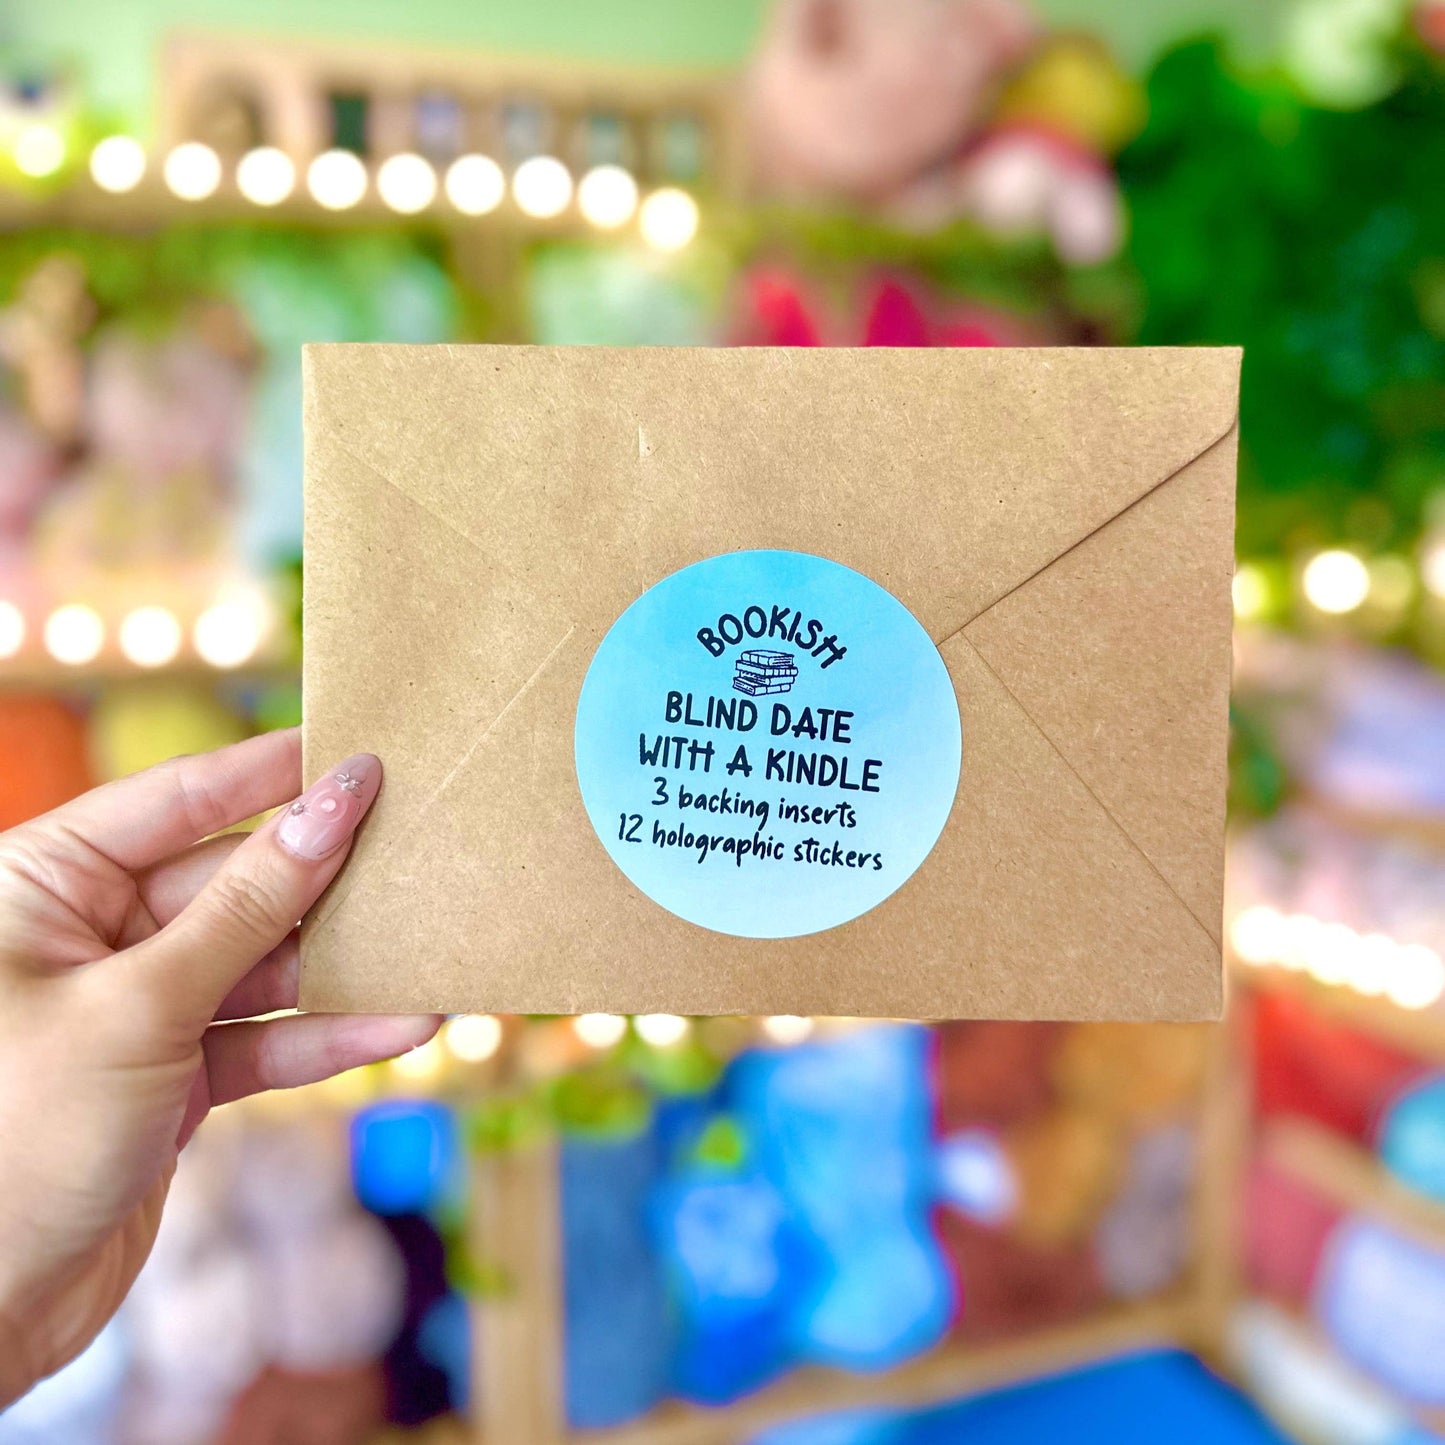 BOOKISH
BLIND DATE
WITH A KINDLE
3 backing inserts
12 holographic stickers